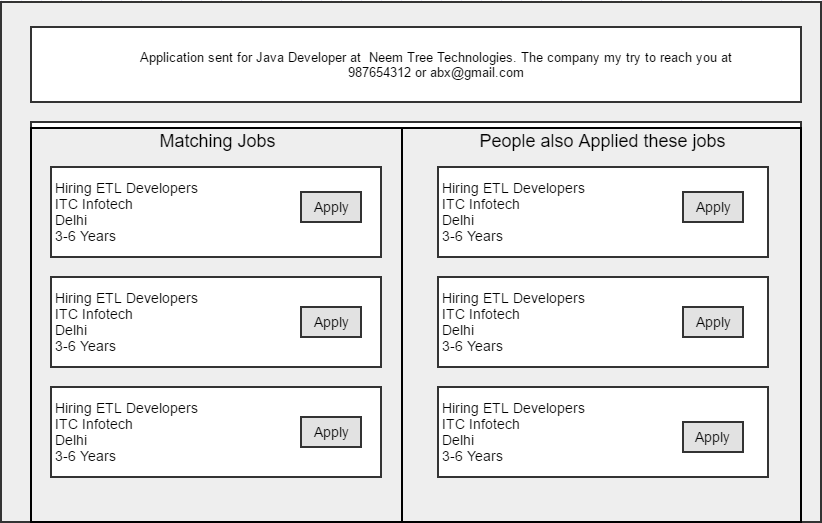 Application sent for Java Developer at  Neem Tree Technologies. The company my try to reach you at
987654312 or abx@gmail.com
Matching Jobs
Hiring ETL Developers
ITC Infotech
Delhi
3-6 Years
Apply
Hiring ETL Developers
ITC Infotech
Delhi
3-6 Years
Apply
Hiring ETL Developers
ITC Infotech
Delhi
3-6 Years
Apply
People also Applied these jobs
Hiring ETL Developers
ITC Infotech
Delhi
3-6 Years
Apply
Hiring ETL Developers
ITC Infotech
Delhi
3-6 Years
Apply
Hiring ETL Developers
ITC Infotech
Delhi
3-6 Years
Apply